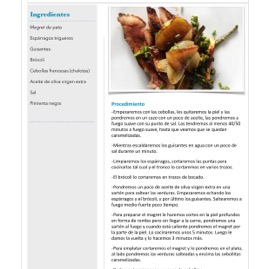 Ingredientes
Magret de pato
Espárragos trigueros
Guisantes
Brócoli
Cebollas francesas (chalotas)
Aceite de oliva virgen extra
Sal
Pimienta negra
Procedimiento
-Empezaremos con las cebollas, les quitaremos la piel y las
pondremos en un cazo con un poco de aceite, las pondremos a
fuego suave con su punto de sal. Las tendremos al menos 40/50
minutos a fuego suave, hasta que veamos que se quedan
caramelizadas.
-Mientras escaldaremos los guisantes en agua con un poco de
sal durante un minuto.
-Limpiaremos los espárragos, cortaremos las puntas para
cocinarlas tal cual y el tronco lo cortaremos en varios trozos.
-El brócoli lo cortaremos en trozos de bocado.
-Pondremos un poco de aceite de oliva virgen extra en una
sartén para saltear las verduras. Empezaremos echando los
espárragos y el brócoli, y por último los guisantes. Saltearemos a
fuego medio fuerte poco tiempo.
-Para preparar el magret le haremos cortes en la piel profundos
en forma de rombo pero sin llegar a la carne, pondremos una
sartén al fuego y cuando esté caliente pondremos el magret por
la parte de la piel. Lo cocinaremos unos 5 minutos. Luego le
damos la vuelta y lo hacemos 3 minutos más.
-Para emplatar cortaremos el magret y lo pondremos en el plato,
al lado pondremos las verduras salteadas y encima las cebollitas
caramelizadas.